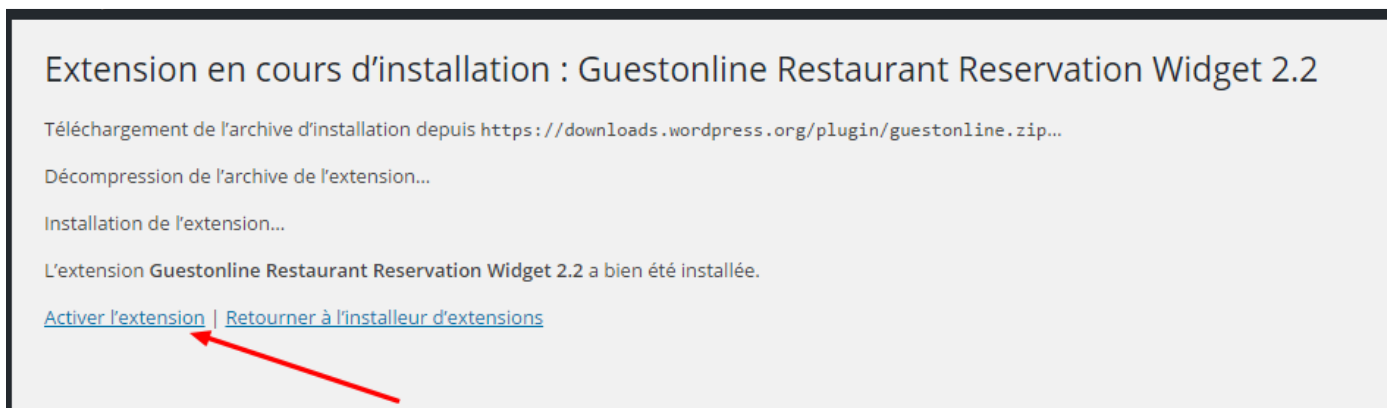 Extension en cours d’installation : Guestonline Restaurant Reservation Widget 2.2
Téléchargement de l’archive d’installation depuis https://downloads.wordpress.org/plugin/guestonline.zip…
Décompression de l’archive de l’extension…
Installation de l’extension…
L’extension Guestonline Restaurant Reservation Widget 2.2 a bien été installée.
Activer l’extension | Retourner à l’installeur d’extensions